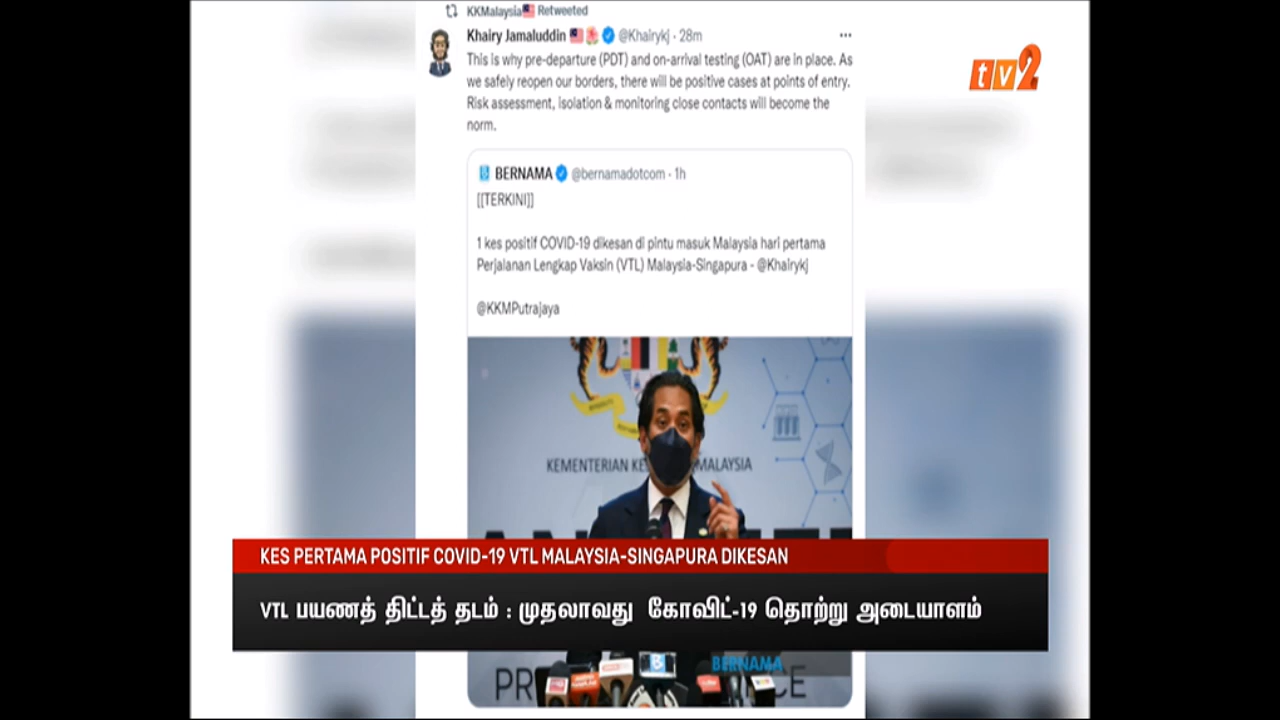 KKMalaysia🇲🇾 Retweeted
Khairy Jamaluddin 🇲🇾🌺 @Khairykj · 28m
tv2
This is why pre-departure (PDT) and on-arrival testing (OAT) are in place. As
we safely reopen our borders, there will be positive cases at points of entry.
Risk assessment, isolation & monitoring close contacts will become the
norm.
BERNAMA @bernamadotcom · 1h
[[TERKINI]]
1 kes positif COVID-19 dikesan di pintu masuk Malaysia hari pertama
Perjalanan Lengkap Vaksin (VTL) Malaysia-Singapura - @Khairykj
@KKMPutrajaya
KEMENTERIAN KE MALAYSIA
KES PERTAMA POSITIF COVID-19 VTL MALAYSIA-SINGAPURA DIKESAN
VTL பயணத் திட்டத் தடம் : முதலாவது கோவிட்-19 தொற்று அடையாளம்
BERNAMA
PR CE